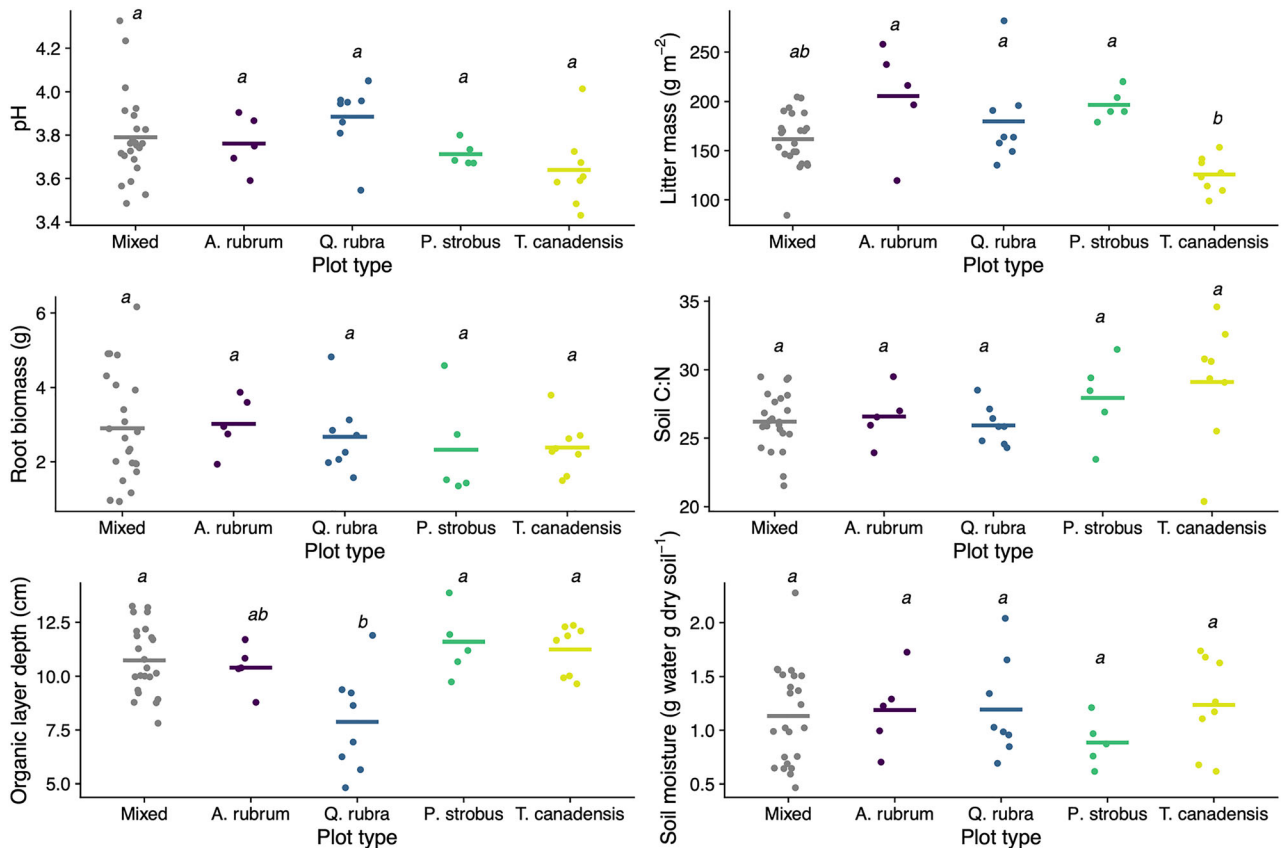 pH
4.2
4.0
3.8
3.6
3.4
a
a
a
a
a
Mixed
A. rubrum
Q. rubra
P. strobus
T. canadensis
Plot type
Litter mass (g m⁻²)
250
200
150
100
ab
a
a
a
b
Mixed
A. rubrum
Q. rubra
P. strobus
T. canadensis
Plot type
Root biomass (g)
6
4
2
a
a
a
a
a
Mixed
A. rubrum
Q. rubra
P. strobus
T. canadensis
Plot type
Soil C:N
35
30
25
20
a
a
a
a
a
Mixed
A. rubrum
Q. rubra
P. strobus
T. canadensis
Plot type
Organic layer depth (cm)
12.5
10.0
7.5
5.0
a
ab
b
a
a
Mixed
A. rubrum
Q. rubra
P. strobus
T. canadensis
Plot type
Soil moisture (g water g dry soil⁻¹)
2.0
1.5
1.0
0.5
a
a
a
a
a
Mixed
A. rubrum
Q. rubra
P. strobus
T. canadensis
Plot type